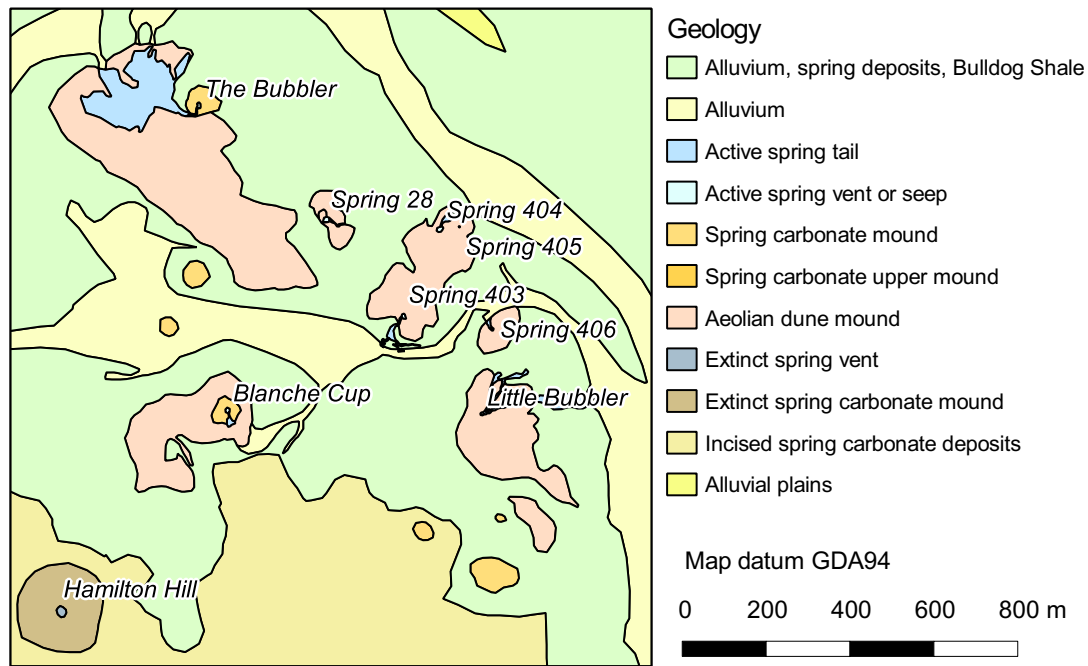 The Bubbler
Spring 28
Spring 404
Spring 405
Spring 403
Spring 406
Blanche Cup
Little Bubbler
Hamilton Hill
Geology
Alluvium, spring deposits, Bulldog Shale
Alluvium
Active spring tail
Active spring vent or seep
Spring carbonate mound
Spring carbonate upper mound
Aeolian dune mound
Extinct spring vent
Extinct spring carbonate mound
Incised spring carbonate deposits
Alluvial plains
Map datum GDA94
0 200 400 600 800 m